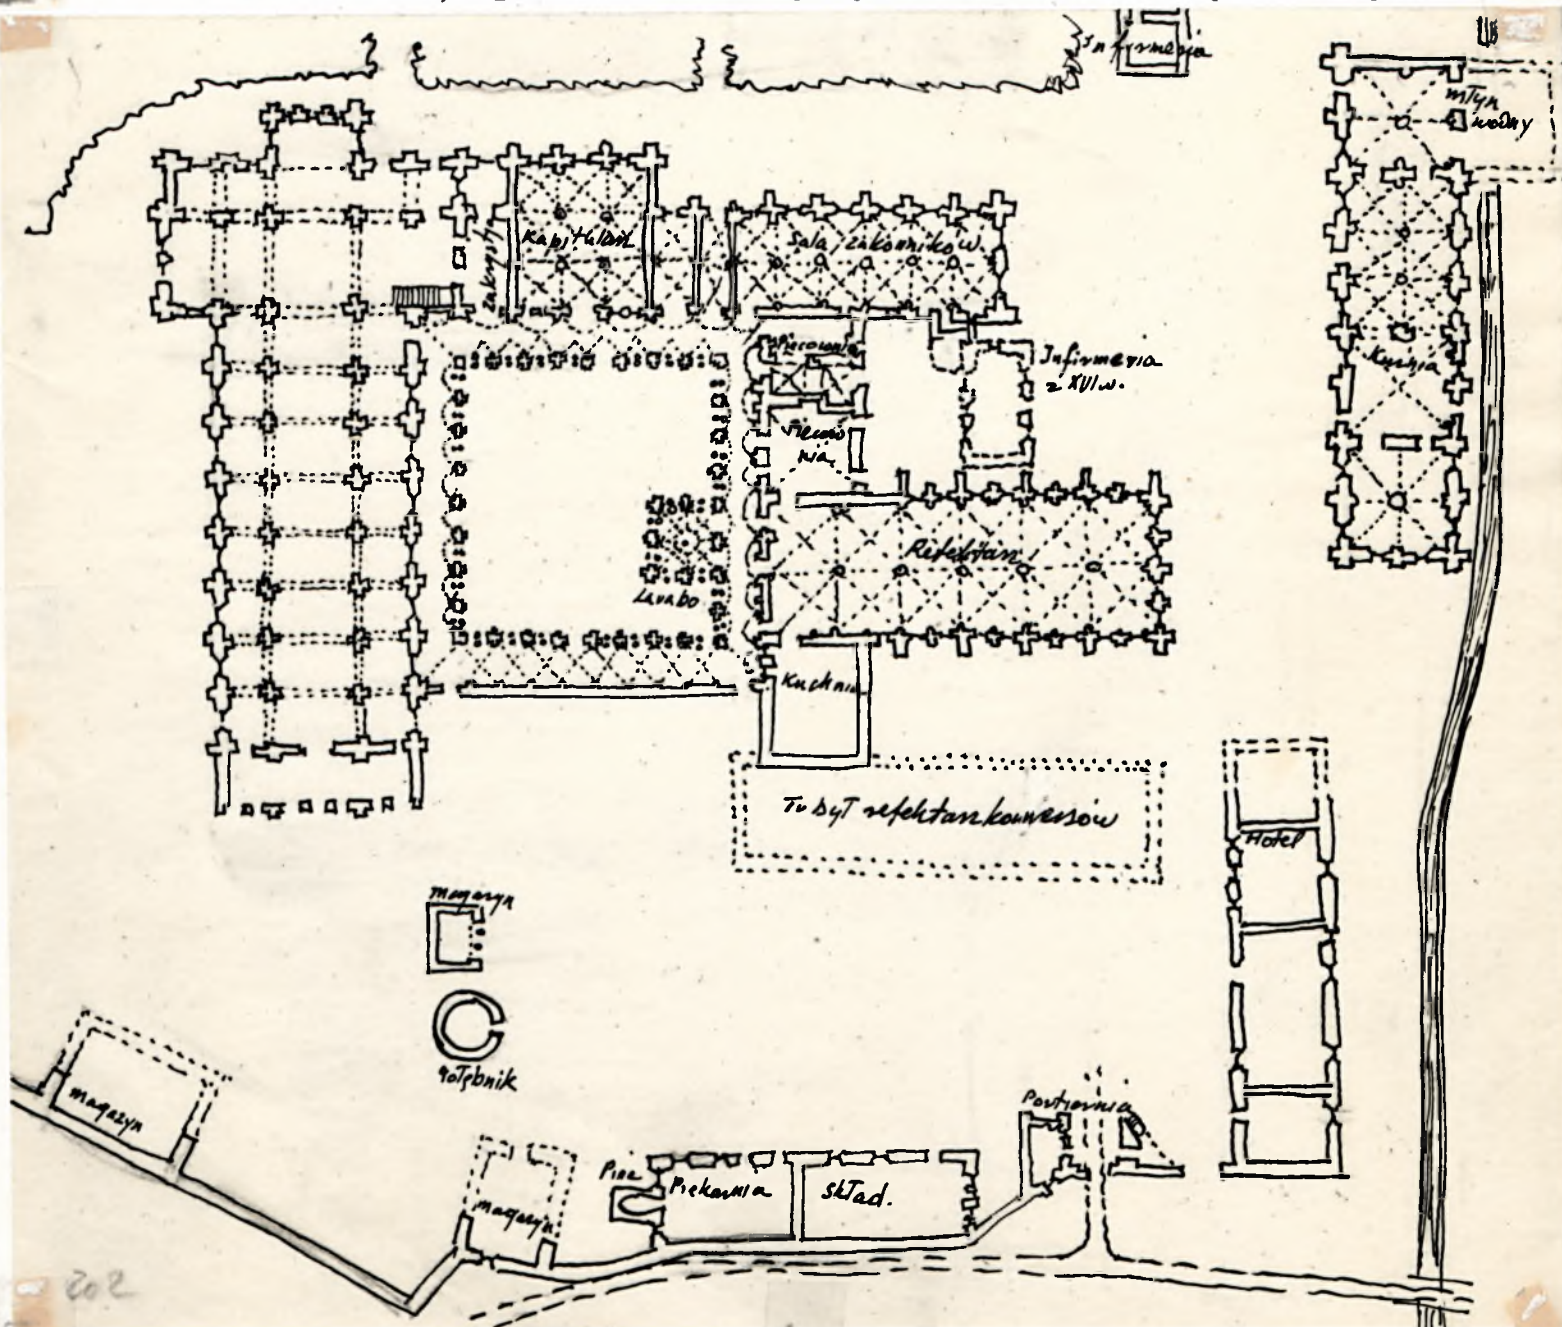 Infirmeria
młyn
wodny
zakrystia
Kapitularz
Sala zakonników
Infirmeria
z XVI w.
Kuźnia
Refektarz
Lavabo
Kuchnia
Tu był refektarz konwersów
Hotel
magazyn
gołębnik
magazyn
Portiernia
Piec
Piekarnia
skład.
magazyn
202